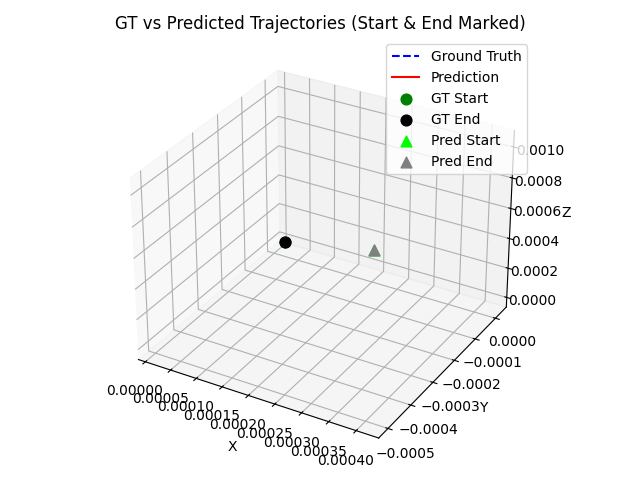 GT vs Predicted Trajectories (Start & End Marked)
Ground Truth
Prediction
GT Start
GT End
Pred Start
Pred End
0.0010
0.0008
0.0006
Z
0.0004
0.0002
0.0000
0.0000
−0.0001
−0.0002
−0.0003
Y
−0.0004
−0.0005
0.00000
0.00005
0.00010
0.00015
0.00020
0.00025
0.00030
0.00035
0.00040
X